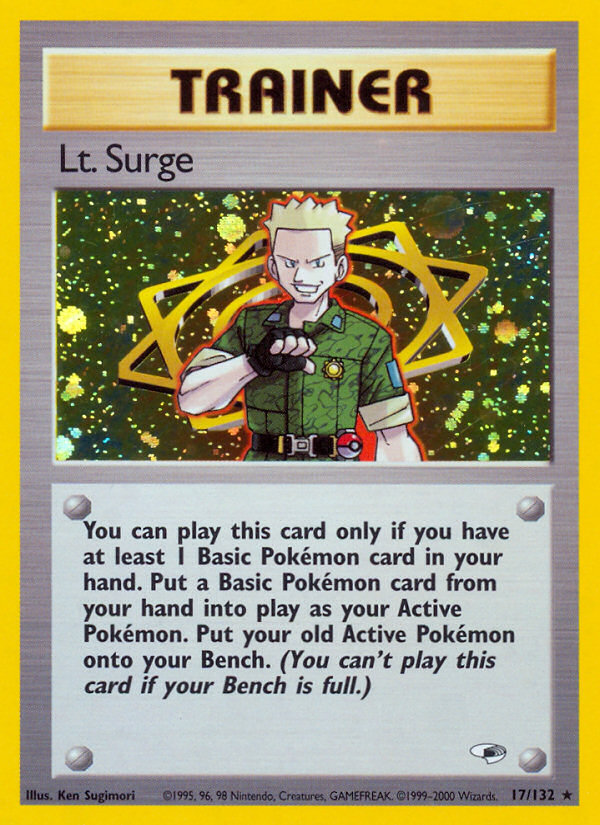 TRAINER
Lt. Surge
You can play this card only if you have
at least 1 Basic Pokémon card in your
hand. Put a Basic Pokémon card from
your hand into play as your Active
Pokémon. Put your old Active Pokémon
onto your Bench. (You can't play this
card if your Bench is full.)
Illus. Ken Sugimori ©1995, 96, 98 Nintendo, Creatures, GAMEFREAK. ©1999–2000 Wizards. 17/132 ★